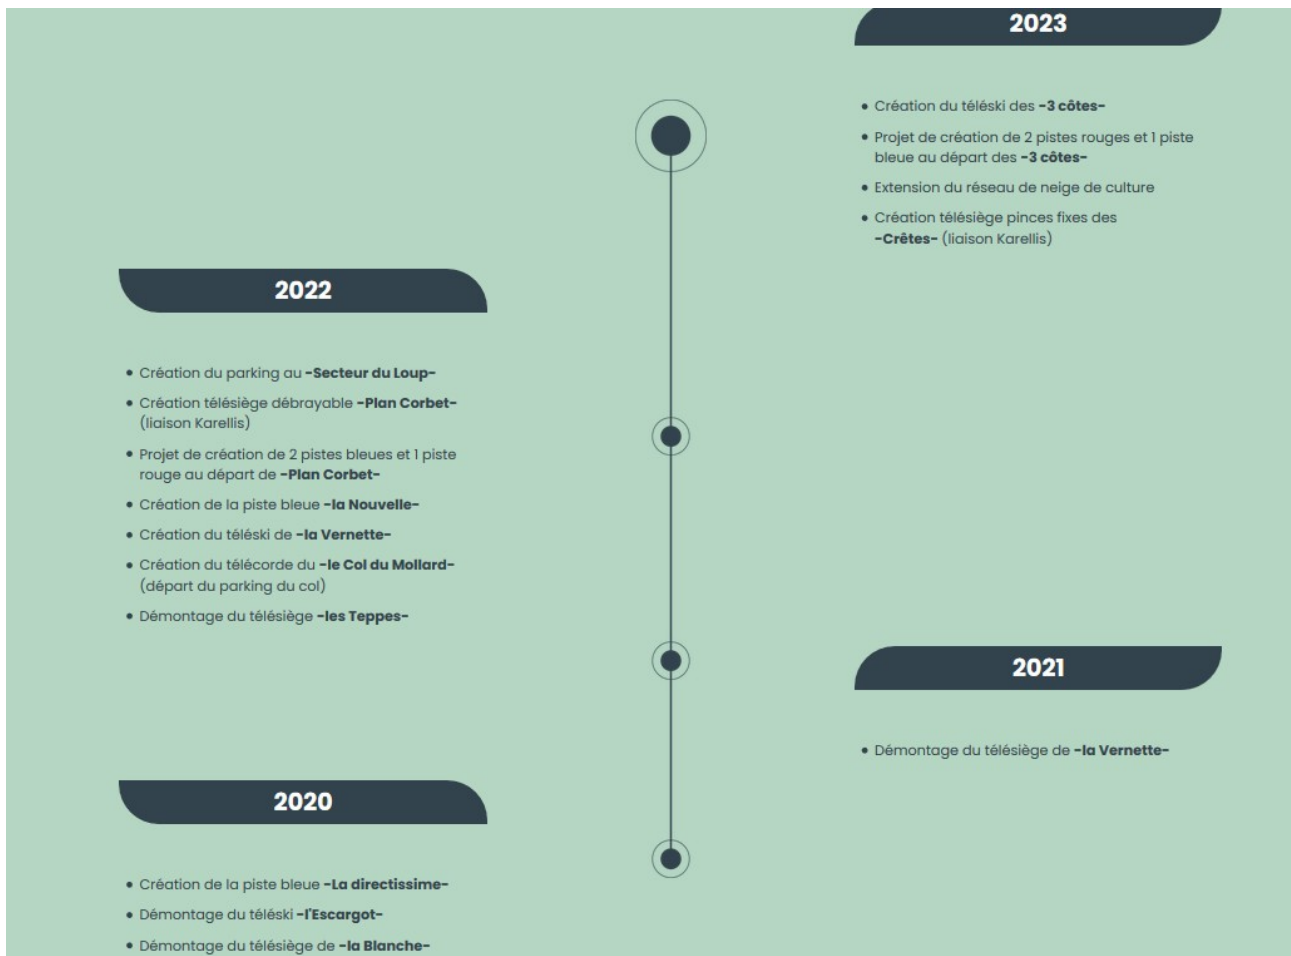 2023
• Création du téléski des -3 côtes-
• Projet de création de 2 pistes rouges et 1 piste
bleue au départ des -3 côtes-
• Extension du réseau de neige de culture
• Création télésiège pinces fixes des
-Crêtes- (liaison Karellis)
2022
• Création du parking au -Secteur du Loup-
• Création télésiège débrayable -Plan Corbet-
(liaison Karellis)
• Projet de création de 2 pistes bleues et 1 piste
rouge au départ de -Plan Corbet-
• Création de la piste bleue -la Nouvelle-
• Création du téléski de -la Vernette-
• Création du télécorde du -le Col du Mollard-
(départ du parking du col)
• Démontage du télésiège -les Teppes-
2021
• Démontage du télésiège de -la Vernette-
2020
• Création de la piste bleue -La directissime-
• Démontage du téléski -l'Escargot-
• Démontage du télésiège de -la Blanche-